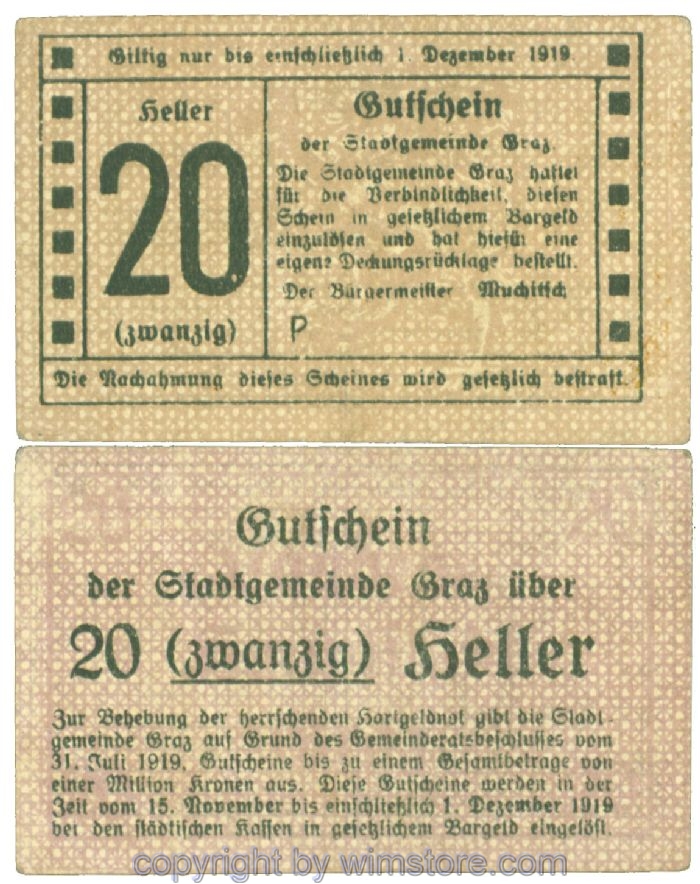 Giltig nur bis einschließlich 1. Dezember 1919.
Heller
20
(zwanzig)
Gutschein
der Stadtgemeinde Graz.
Die Stadtgemeinde Graz haftet
für die Verbindlichkeit, diesen
Schein in gesetzlichem Bargeld
einzulösen und hat hiefür eine
eigene Deckungsrücklage bestellt.
Der Bürgermeister Muchitsch
P
Die Nachahmung dieses Scheines wird gesetzlich bestraft.
Gutschein
der Stadtgemeinde Graz über
20 (zwanzig) Heller
Zur Behebung der herrschenden Hartgeldnot gibt die Stadt-
gemeinde Graz auf Grund des Gemeinderatsbeschlusses vom
31. Juli 1919, Gutscheine bis zu einem Gesamtbetrage von
einer Million Kronen aus. Diese Gutscheine werden in der
Zeit vom 15. November bis einschließlich 1. Dezember 1919
bei den städtischen Kassen in gesetzlichem Bargeld eingelöst.
copyright by wimstore.com